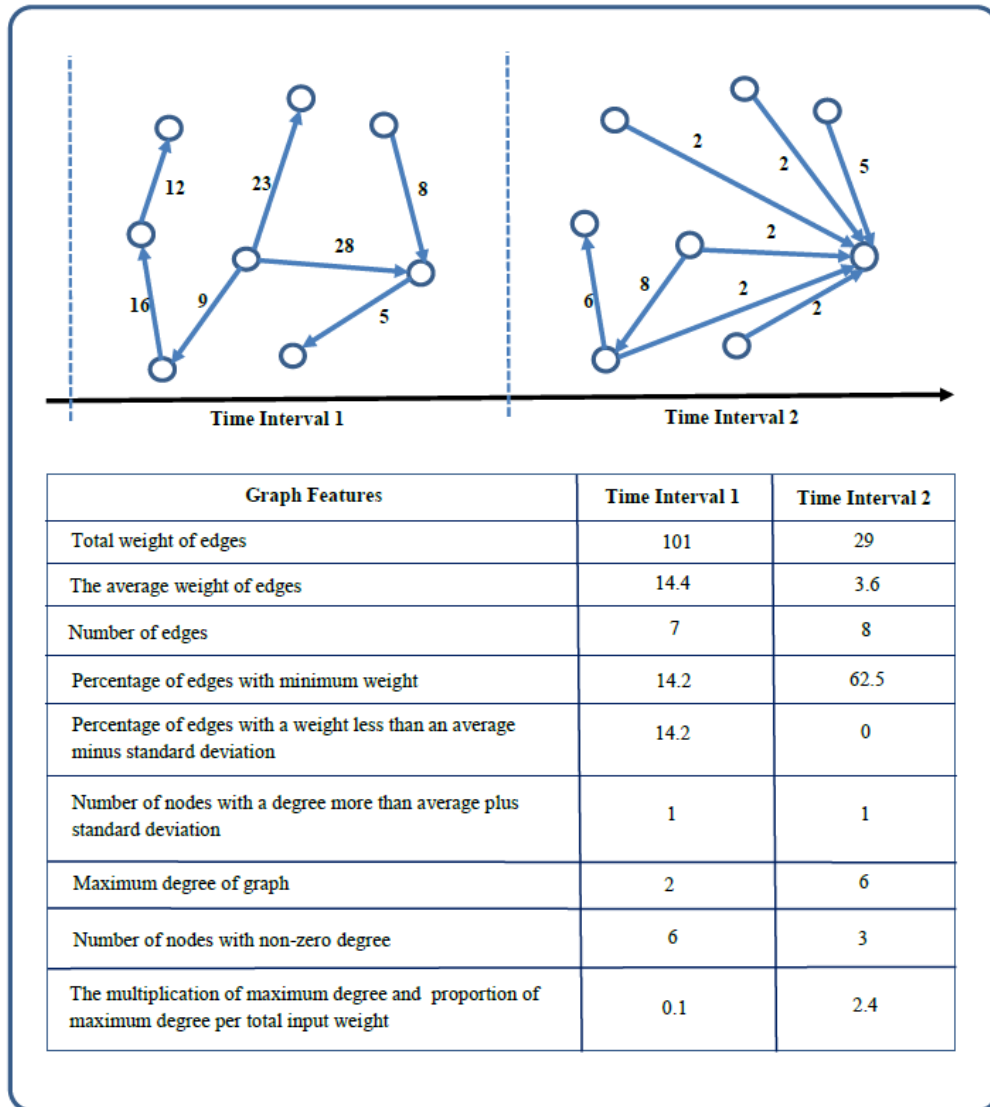 12
23
8
28
16
9
5
2
2
5
2
6
8
2
2
Time Interval 1
Time Interval 2
Graph Features
Time Interval 1
Time Interval 2
Total weight of edges
101
29
The average weight of edges
14.4
3.6
Number of edges
7
8
Percentage of edges with minimum weight
14.2
62.5
Percentage of edges with a weight less than an average
minus standard deviation
14.2
0
Number of nodes with a degree more than average plus
standard deviation
1
1
Maximum degree of graph
2
6
Number of nodes with non-zero degree
6
3
The multiplication of maximum degree and proportion of
maximum degree per total input weight
0.1
2.4